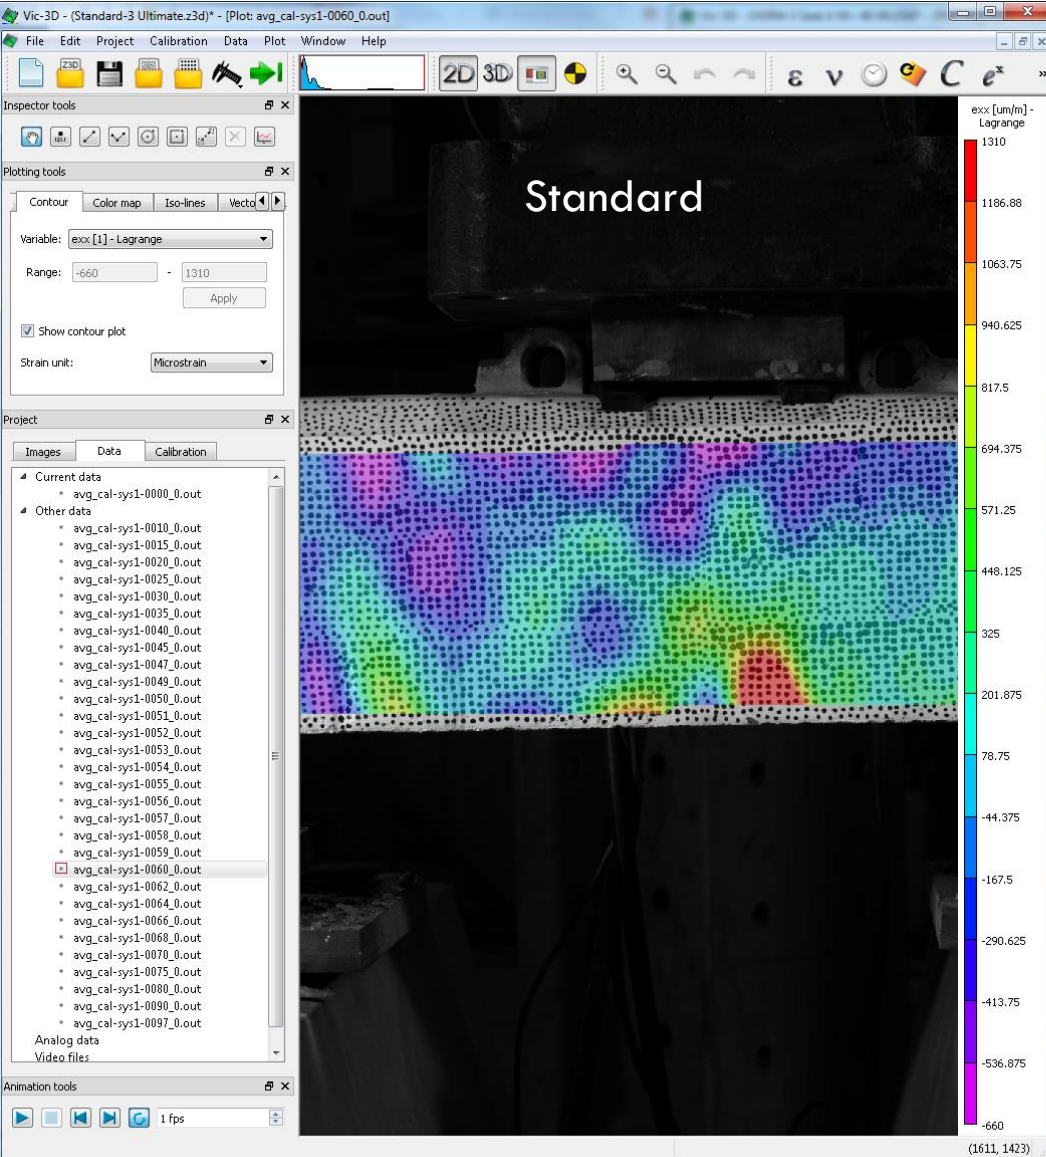 Vic-3D - (Standard-3 Ultimate.z3d)* - [Plot: avg_cal-sys1-0060_0.out]
File Edit Project Calibration Data Plot Window Help
Z3D 2D 3D ε ν C eˣ »
Inspector tools
Plotting tools
Contour Color map Iso-lines Vecto
Variable: exx [1] - Lagrange
Range: -660 - 1310
Apply
Show contour plot
Strain unit: Microstrain
Project
Images Data Calibration
Current data
avg_cal-sys1-0000_0.out
Other data
avg_cal-sys1-0010_0.out
avg_cal-sys1-0015_0.out
avg_cal-sys1-0020_0.out
avg_cal-sys1-0025_0.out
avg_cal-sys1-0030_0.out
avg_cal-sys1-0035_0.out
avg_cal-sys1-0040_0.out
avg_cal-sys1-0045_0.out
avg_cal-sys1-0047_0.out
avg_cal-sys1-0049_0.out
avg_cal-sys1-0050_0.out
avg_cal-sys1-0051_0.out
avg_cal-sys1-0052_0.out
avg_cal-sys1-0053_0.out
avg_cal-sys1-0054_0.out
avg_cal-sys1-0055_0.out
avg_cal-sys1-0056_0.out
avg_cal-sys1-0057_0.out
avg_cal-sys1-0058_0.out
avg_cal-sys1-0059_0.out
avg_cal-sys1-0060_0.out
avg_cal-sys1-0062_0.out
avg_cal-sys1-0064_0.out
avg_cal-sys1-0066_0.out
avg_cal-sys1-0068_0.out
avg_cal-sys1-0070_0.out
avg_cal-sys1-0075_0.out
avg_cal-sys1-0080_0.out
avg_cal-sys1-0090_0.out
avg_cal-sys1-0097_0.out
Analog data
Video files
Animation tools
1 fps
Standard
exx [um/m] -
Lagrange
1310
1186.88
1063.75
940.625
817.5
694.375
571.25
448.125
325
201.875
78.75
-44.375
-167.5
-290.625
-413.75
-536.875
-660
(1611, 1423)